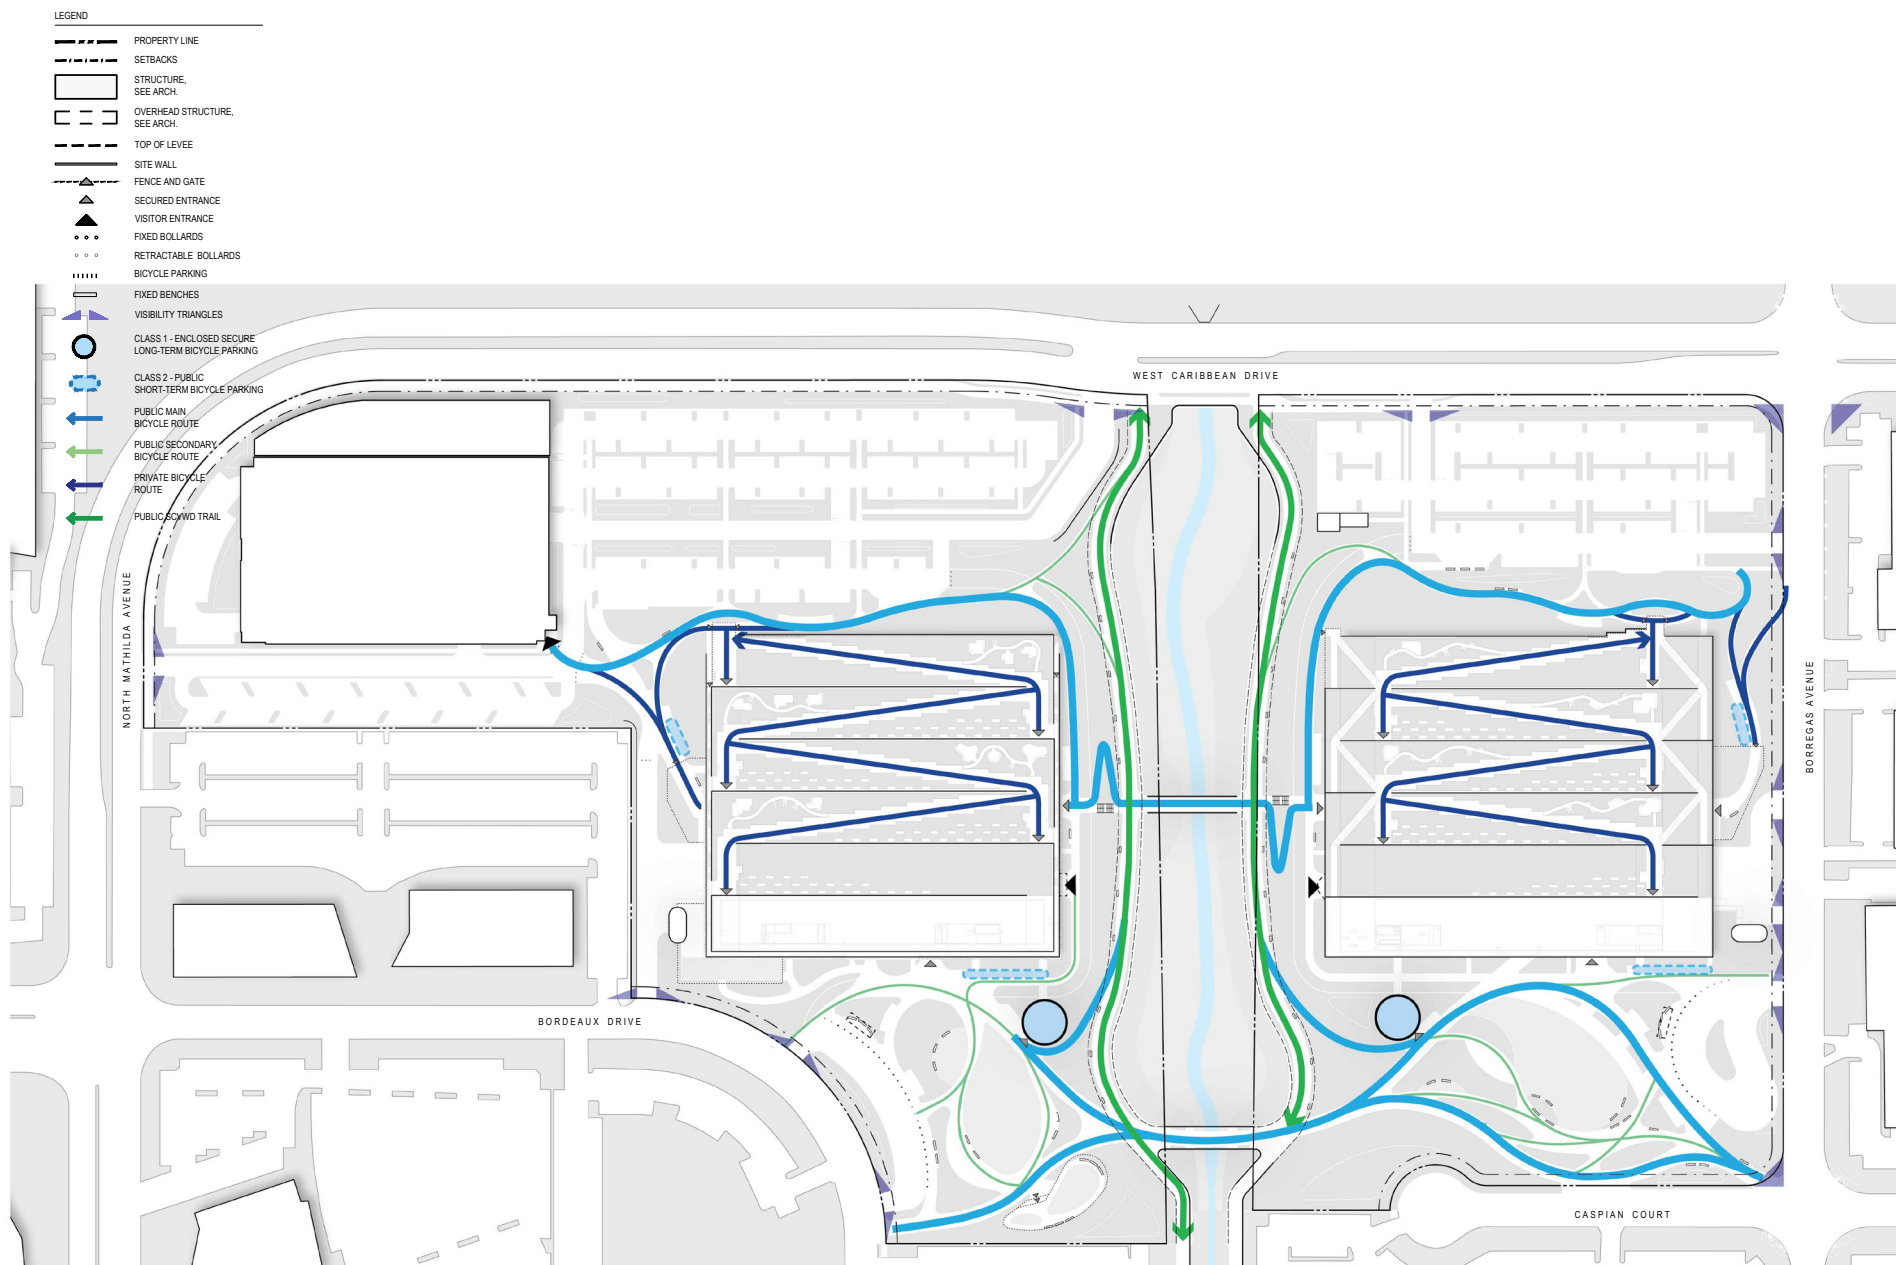 LEGEND
PROPERTY LINE
SETBACKS
STRUCTURE,
SEE ARCH.
OVERHEAD STRUCTURE,
SEE ARCH.
TOP OF LEVEE
SITE WALL
FENCE AND GATE
SECURED ENTRANCE
VISITOR ENTRANCE
FIXED BOLLARDS
RETRACTABLE BOLLARDS
BICYCLE PARKING
FIXED BENCHES
VISIBILITY TRIANGLES
CLASS 1 - ENCLOSED SECURE
LONG-TERM BICYCLE PARKING
CLASS 2 - PUBLIC
SHORT-TERM BICYCLE PARKING
PUBLIC MAIN
BICYCLE ROUTE
PUBLIC SECONDARY
BICYCLE ROUTE
PRIVATE BICYCLE
ROUTE
PUBLIC SCVWD TRAIL
WEST CARIBBEAN DRIVE
NORTH MATHILDA AVENUE
BORREGAS AVENUE
BORDEAUX DRIVE
CASPIAN COURT